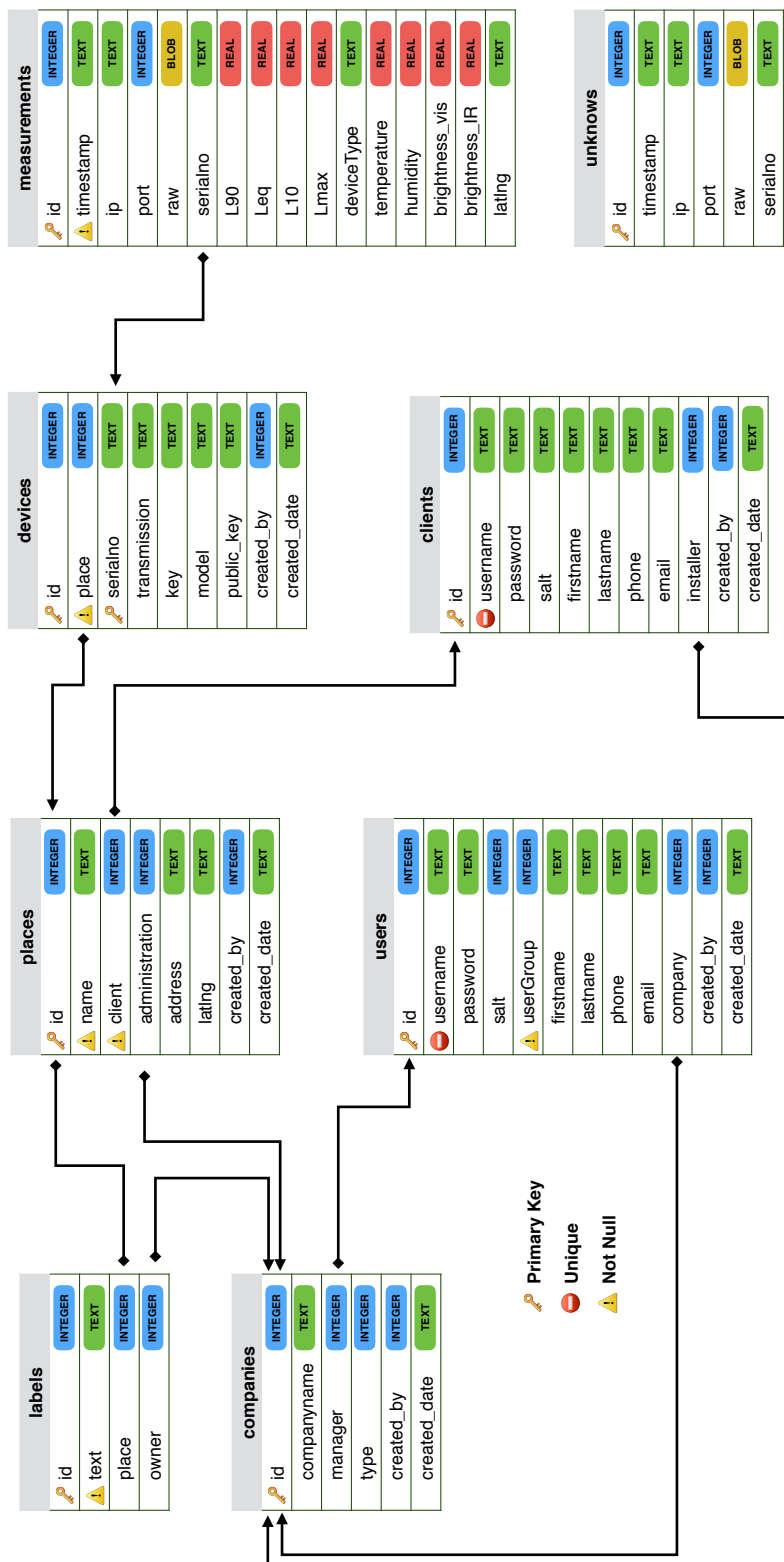 labels
id INTEGER
text TEXT
place INTEGER
owner INTEGER
companies
id INTEGER
companyname TEXT
manager INTEGER
type INTEGER
created_by INTEGER
created_date TEXT
Primary Key
Unique
Not Null
places
id INTEGER
name TEXT
client INTEGER
administration INTEGER
address TEXT
latlng TEXT
created_by INTEGER
created_date TEXT
users
id INTEGER
username TEXT
password TEXT
salt INTEGER
userGroup INTEGER
firstname TEXT
lastname TEXT
phone TEXT
email TEXT
company INTEGER
created_by INTEGER
created_date TEXT
devices
id INTEGER
place INTEGER
serialno TEXT
transmission TEXT
key TEXT
model TEXT
public_key TEXT
created_by INTEGER
created_date TEXT
clients
id INTEGER
username TEXT
password TEXT
salt TEXT
firstname TEXT
lastname TEXT
phone TEXT
email TEXT
installer INTEGER
created_by INTEGER
created_date TEXT
measurements
id INTEGER
timestamp TEXT
ip TEXT
port INTEGER
raw BLOB
serialno TEXT
L90 REAL
Leq REAL
L10 REAL
Lmax REAL
deviceType TEXT
temperature REAL
humidity REAL
brightness_vis REAL
brightness_IR REAL
latlng TEXT
unknows
id INTEGER
timestamp TEXT
ip TEXT
port INTEGER
raw BLOB
serialno TEXT